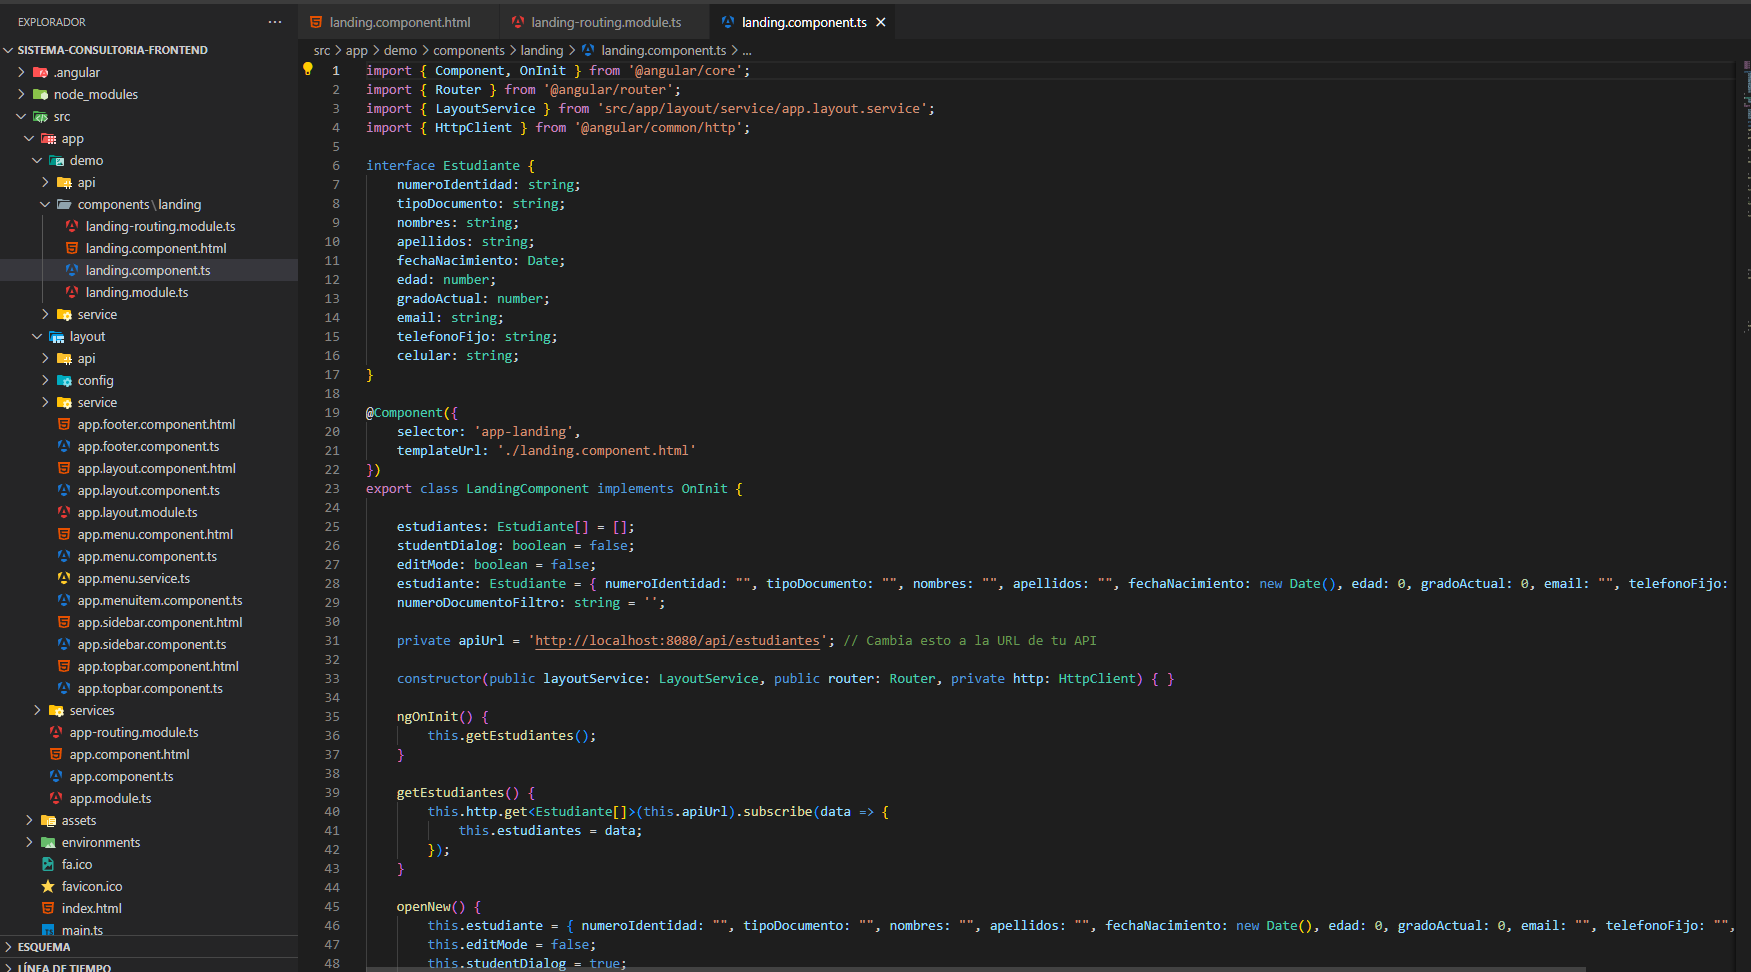 EXPLORADOR ···
SISTEMA-CONSULTORIA-FRONTEND
.angular
node_modules
src
app
demo
api
components\landing
landing-routing.module.ts
landing.component.html
landing.component.ts
landing.module.ts
service
layout
api
config
service
app.footer.component.html
app.footer.component.ts
app.layout.component.html
app.layout.component.ts
app.layout.module.ts
app.menu.component.html
app.menu.component.ts
app.menu.service.ts
app.menuitem.component.ts
app.sidebar.component.html
app.sidebar.component.ts
app.topbar.component.html
app.topbar.component.ts
services
app-routing.module.ts
app.component.html
app.component.ts
app.module.ts
assets
environments
fa.ico
favicon.ico
index.html
main.ts
ESQUEMA
LÍNEA DE TIEMPO
landing.component.html landing-routing.module.ts landing.component.ts
src > app > demo > components > landing > landing.component.ts > ...
1 import { Component, OnInit } from '@angular/core';
2 import { Router } from '@angular/router';
3 import { LayoutService } from 'src/app/layout/service/app.layout.service';
4 import { HttpClient } from '@angular/common/http';
5
6 interface Estudiante {
7 numeroIdentidad: string;
8 tipoDocumento: string;
9 nombres: string;
10 apellidos: string;
11 fechaNacimiento: Date;
12 edad: number;
13 gradoActual: number;
14 email: string;
15 telefonoFijo: string;
16 celular: string;
17 }
18
19 @Component({
20 selector: 'app-landing',
21 templateUrl: './landing.component.html'
22 })
23 export class LandingComponent implements OnInit {
24
25 estudiantes: Estudiante[] = [];
26 studentDialog: boolean = false;
27 editMode: boolean = false;
28 estudiante: Estudiante = { numeroIdentidad: "", tipoDocumento: "", nombres: "", apellidos: "", fechaNacimiento: new Date(), edad: 0, gradoActual: 0, email: "", telefonoFijo:
29 numeroDocumentoFiltro: string = '';
30
31 private apiUrl = 'http://localhost:8080/api/estudiantes'; // Cambia esto a la URL de tu API
32
33 constructor(public layoutService: LayoutService, public router: Router, private http: HttpClient) { }
34
35 ngOnInit() {
36 this.getEstudiantes();
37 }
38
39 getEstudiantes() {
40 this.http.get<Estudiante[]>(this.apiUrl).subscribe(data => {
41 this.estudiantes = data;
42 });
43 }
44
45 openNew() {
46 this.estudiante = { numeroIdentidad: "", tipoDocumento: "", nombres: "", apellidos: "", fechaNacimiento: new Date(), edad: 0, gradoActual: 0, email: "", telefonoFijo: "",
47 this.editMode = false;
48 this.studentDialog = true;